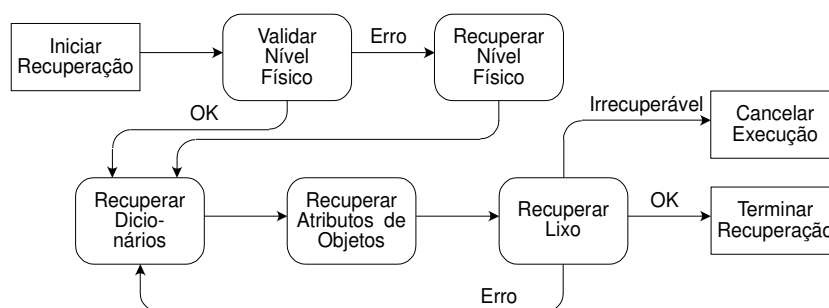 Iniciar
Recuperação
Validar
Nível
Físico
Erro
Recuperar
Nível
Físico
Irrecuperável
Cancelar
Execução
OK
Recuperar
Dicio-
nários
Recuperar
Atributos de
Objetos
Recuperar
Lixo
OK
Terminar
Recuperação
Erro